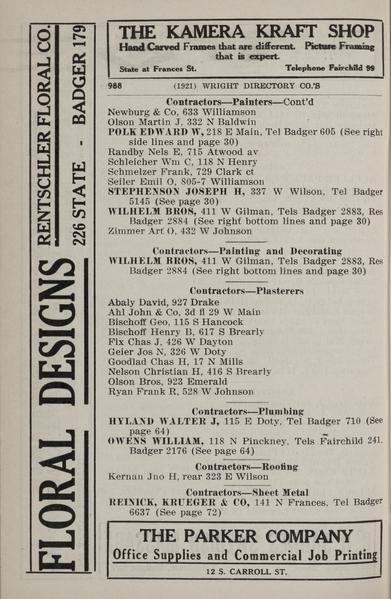 THE KAMERA KRAFT SHOP
Hand Carved Frames that are different. Picture Framing
that is expert.
State at Frances St. Telephone Fairchild 99
988 (1921) WRIGHT DIRECTORY CO.'S
Contractors—Painters—Cont'd
Newburg & Co, 633 Williamson
Olson Martin J, 332 N Baldwin
POLK EDWARD W, 218 E Main, Tel Badger 605 (See right
side lines and page 30)
Randby Nels E, 715 Atwood av
Schleicher Wm C, 118 N Henry
Schmelzer Frank, 729 Clark ct
Seiler Emil O, 805-7 Williamson
STEPHENSON JOSEPH H, 337 W Wilson, Tel Badger
5145 (See page 30)
WILHELM BROS, 411 W Gilman, Tels Badger 2883, Res
Badger 2884 (See right bottom lines and page 30)
Zimmer Art O, 432 W Johnson
Contractors—Painting and Decorating
WILHELM BROS, 411 W Gilman, Tels Badger 2883, Res
Badger 2884 (See right bottom lines and page 30)
Contractors—Plasterers
Abaly David, 927 Drake
Ahl John & Co, 3d fl 29 W Main
Bischoff Geo, 115 S Hancock
Bischoff Henry B, 617 S Brearly
Fix Chas J, 426 W Dayton
Geier Jos N, 326 W Doty
Goodlad Chas H, 17 N Mills
Nelson Christian H, 416 S Brearly
Olson Bros, 923 Emerald
Ryan Frank R, 528 W Johnson
Contractors—Plumbing
HYLAND WALTER J, 115 E Doty, Tel Badger 710 (See
page 64)
OWENS WILLIAM, 118 N Pinckney, Tels Fairchild 241,
Badger 2176 (See page 64)
Contractors—Roofing
Kernan Jno H, rear 323 E Wilson
Contractors—Sheet Metal
REINICK, KRUEGER & CO, 141 N Frances, Tel Badger
6637 (See page 72)
THE PARKER COMPANY
Office Supplies and Commercial Job Printing
12 S. CARROLL ST.
FLORAL DESIGNS
RENTSCHLER FLORAL CO.
226 STATE - BADGER 179